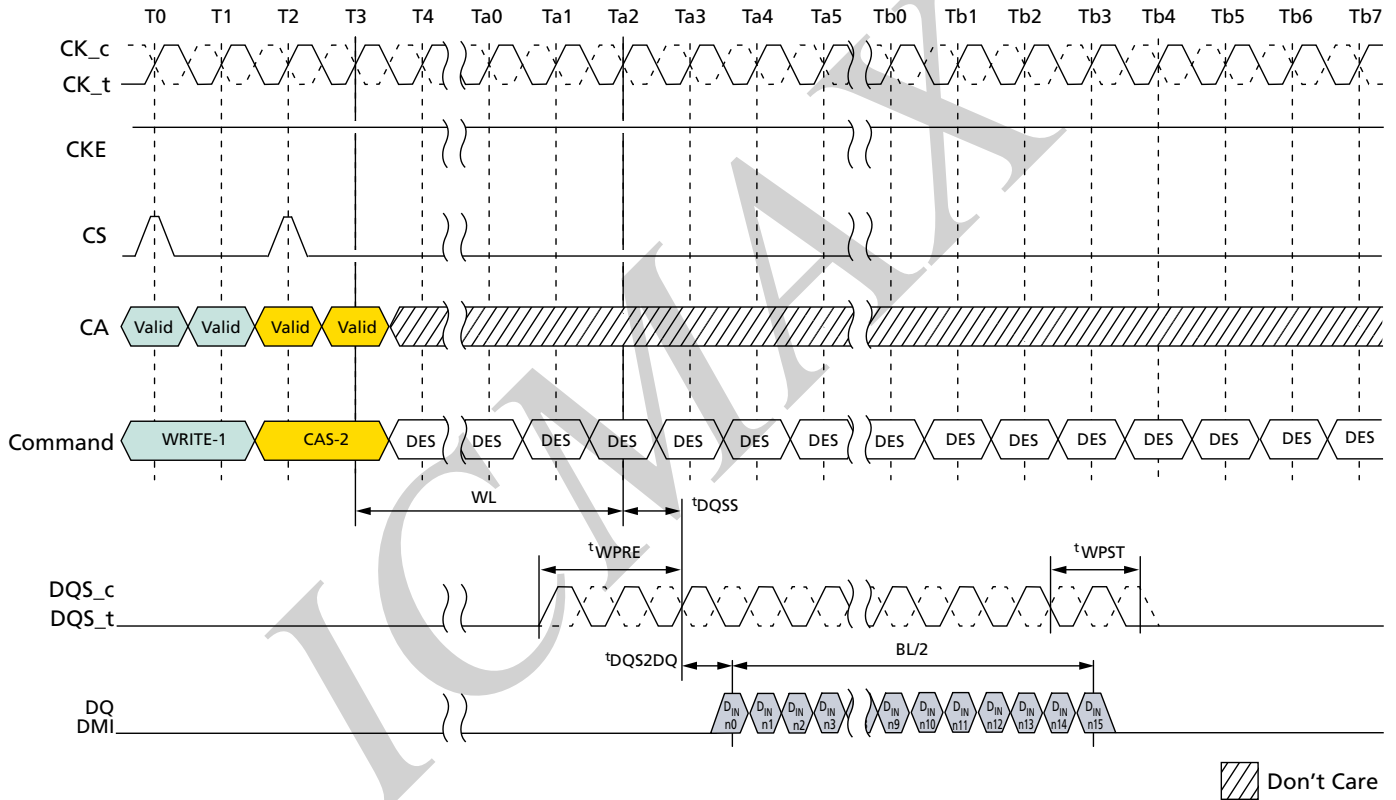 T0 T1 T2 T3 T4 Ta0 Ta1 Ta2 Ta3 Ta4 Ta5 Tb0 Tb1 Tb2 Tb3 Tb4 Tb5 Tb6 Tb7
CK_c
CK_t
CKE
CS
CA Valid Valid Valid Valid
Command WRITE-1 CAS-2 DES DES DES DES DES DES DES DES DES DES DES DES DES DES DES
WL tDQSS
tWPRE tWPST
DQS_c
DQS_t
tDQS2DQ BL/2
DQ
DMI
DIN n0 DIN n1 DIN n2 DIN n3 DIN n9 DIN n10 DIN n11 DIN n12 DIN n13 DIN n14 DIN n15
Don't Care
ICMAX